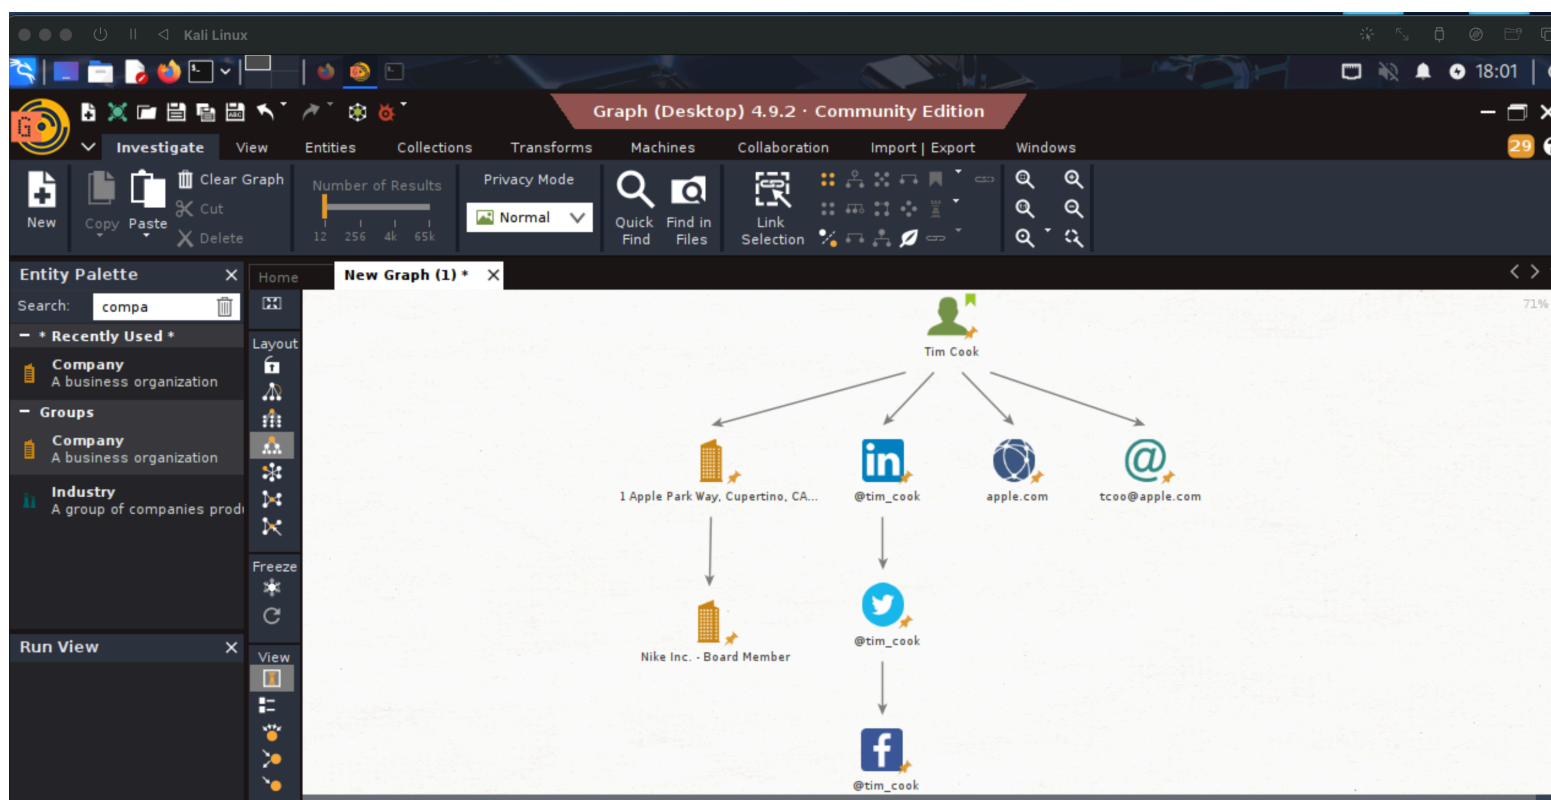 Kali Linux
18:01
G
Graph (Desktop) 4.9.2 · Community Edition
Investigate View Entities Collections Transforms Machines Collaboration Import | Export Windows 29
New
Copy Paste
Clear Graph
Cut
Delete
Number of Results
12 256 4k 65k
Privacy Mode
Normal
Quick Find
Find in Files
Link Selection
Entity Palette
Search: compa
* Recently Used *
Company
A business organization
Groups
Company
A business organization
Industry
A group of companies prod
Run View
Home New Graph (1) *
Layout
Freeze
View
71%
Tim Cook
1 Apple Park Way, Cupertino, CA...
@tim_cook
apple.com
tcoo@apple.com
Nike Inc. - Board Member
@tim_cook
@tim_cook